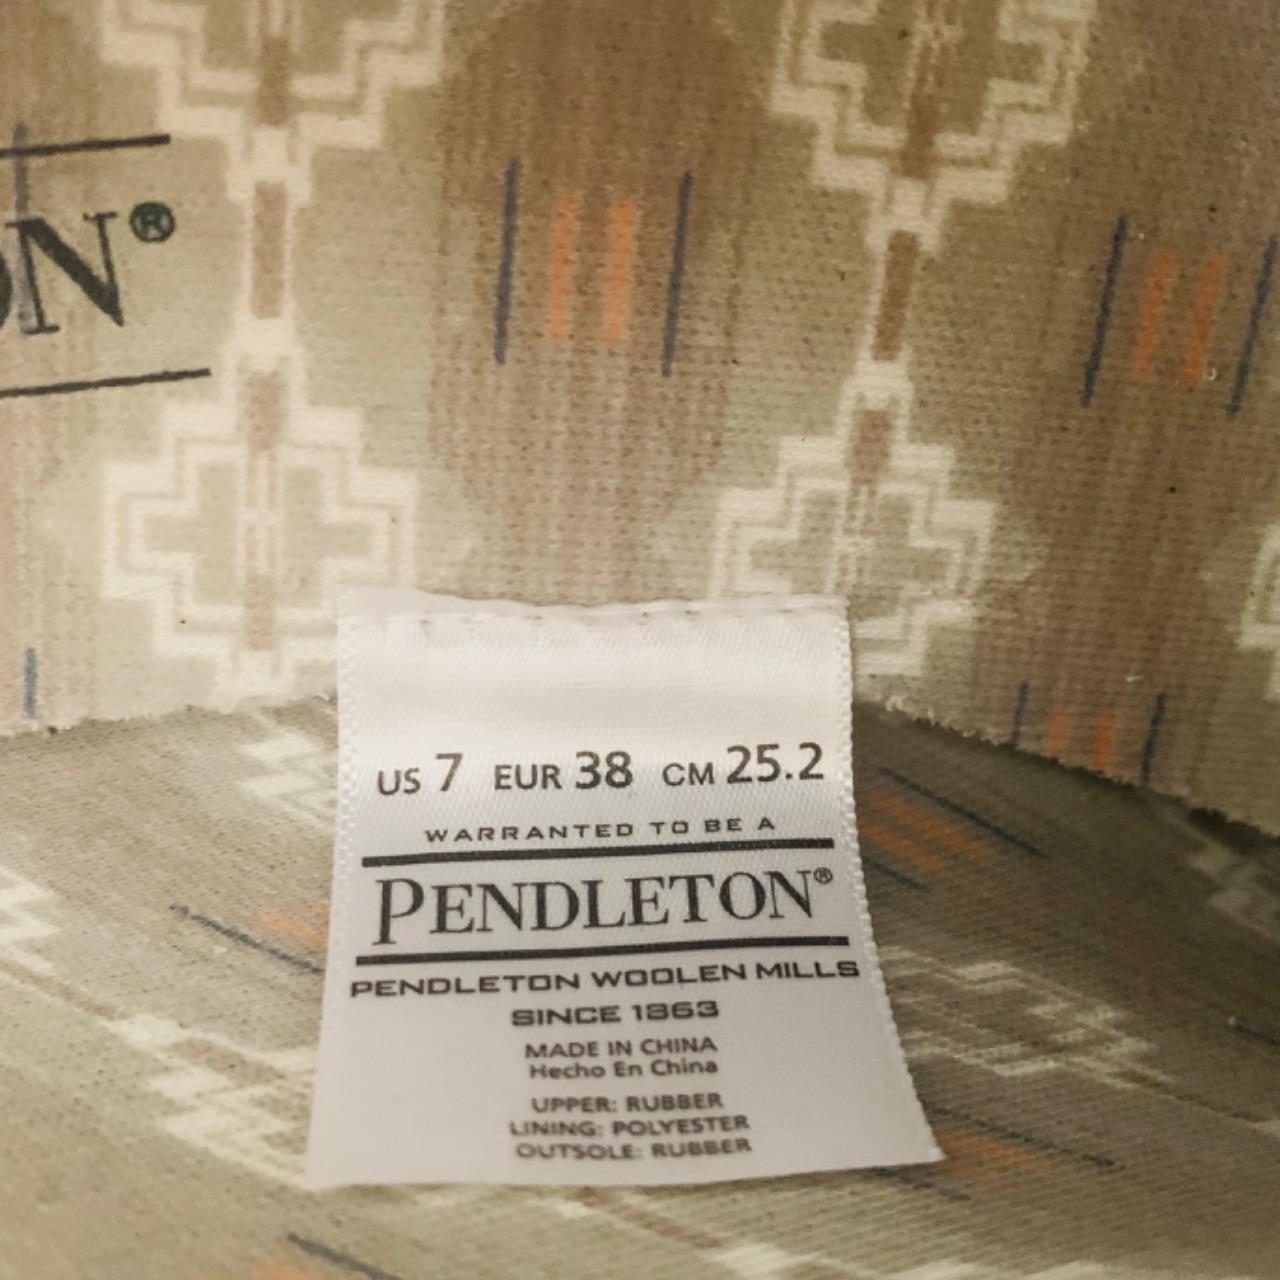 ON®
US 7 EUR 38 CM 25.2
WARRANTED TO BE A
PENDLETON®
PENDLETON WOOLEN MILLS
SINCE 1863
MADE IN CHINA
Hecho En China
UPPER: RUBBER
LINING: POLYESTER
OUTSOLE: RUBBER